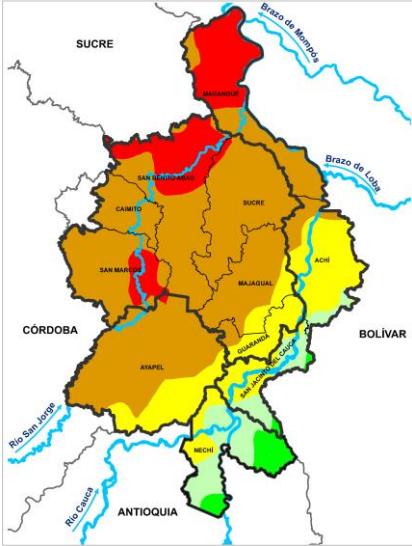 Brazo de Mompós
SUCRE
MAGANGUÉ
Brazo de Loba
SAN BENITO ABAD
CAIMITO
SUCRE
ACHÍ
SAN MARCOS
MAJAGUAL
CÓRDOBA
BOLÍVAR
GUARANDA
AYAPEL
SAN JACINTO DEL CAUCA
Río San Jorge
NECHÍ
Río Cauca
ANTIOQUIA